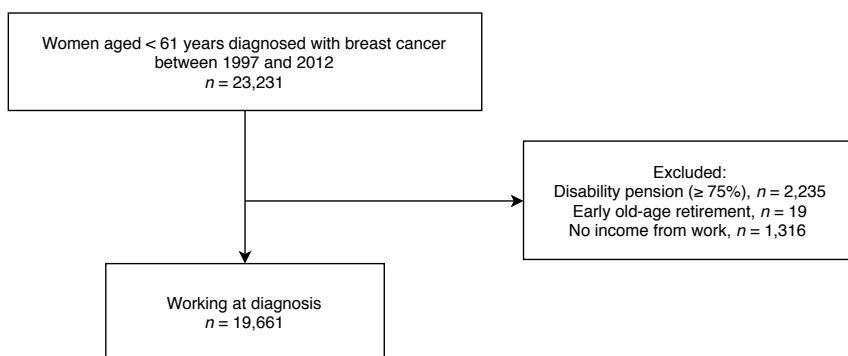 Women aged < 61 years diagnosed with breast cancer
between 1997 and 2012
n = 23,231
Excluded:
Disability pension (≥ 75%), n = 2,235
Early old-age retirement, n = 19
No income from work, n = 1,316
Working at diagnosis
n = 19,661